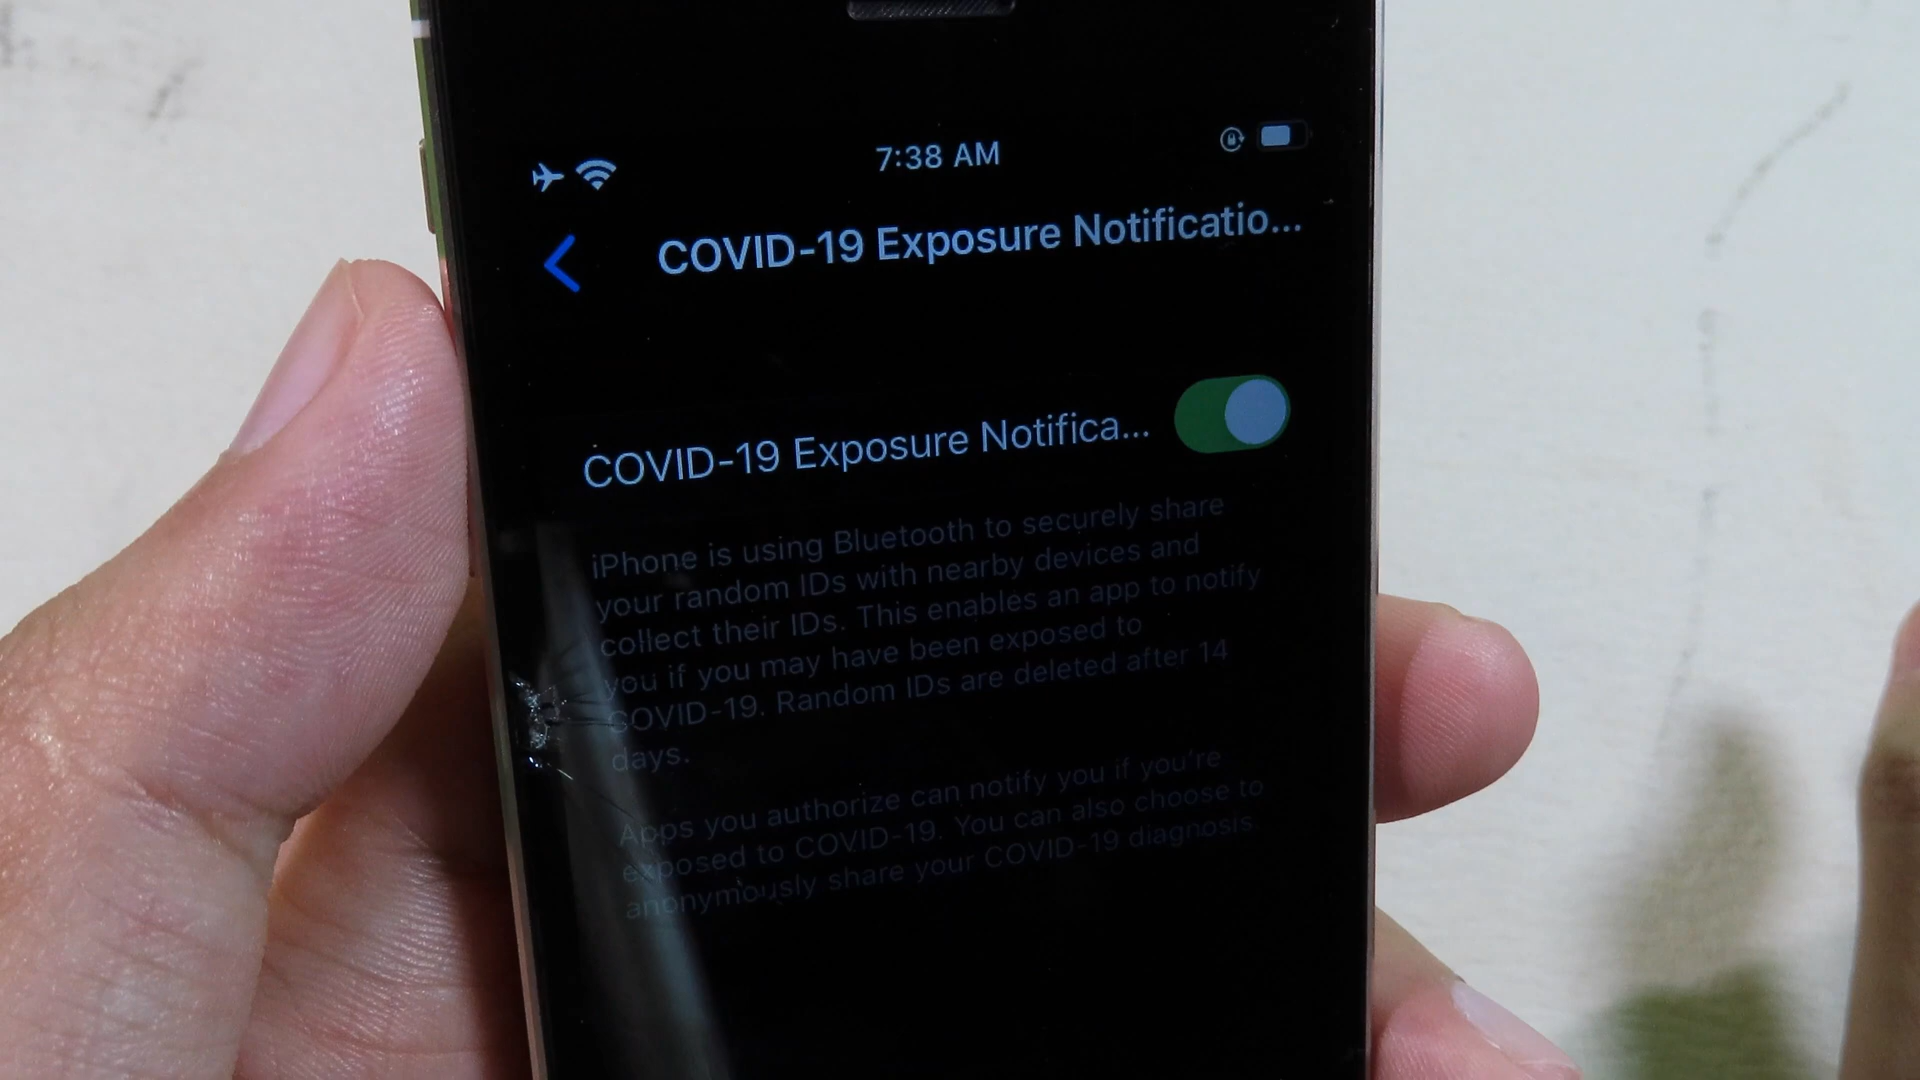 7:38 AM
COVID-19 Exposure Notificatio...
COVID-19 Exposure Notifica...
iPhone is using Bluetooth to securely share
your random IDs with nearby devices and
collect their IDs. This enables an app to notify
you if you may have been exposed to
COVID-19. Random IDs are deleted after 14
days.
Apps you authorize can notify you if you're
exposed to COVID-19. You can also choose to
anonymously share your COVID-19 diagnosis.